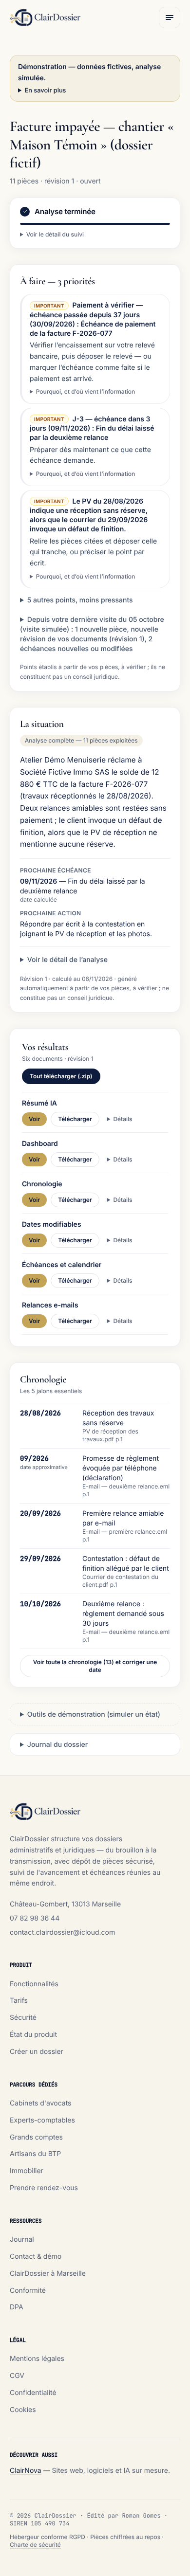 ClairDossier
Démonstration — données fictives, analyse
simulée.
▶ En savoir plus
Facture impayée — chantier «
Maison Témoin » (dossier
fictif)
11 pièces · révision 1 · ouvert
Analyse terminée
▶ Voir le détail du suivi
À faire — 3 priorités
IMPORTANT Paiement à vérifier —
échéance passée depuis 37 jours
(30/09/2026) : Échéance de paiement
de la facture F-2026-077
Vérifier l’encaissement sur votre relevé
bancaire, puis déposer le relevé — ou
marquer l’échéance comme faite si le
paiement est arrivé.
▶ Pourquoi, et d’où vient l’information
IMPORTANT J-3 — échéance dans 3
jours (09/11/2026) : Fin du délai laissé
par la deuxième relance
Préparer dès maintenant ce que cette
échéance demande.
▶ Pourquoi, et d’où vient l’information
IMPORTANT Le PV du 28/08/2026
indique une réception sans réserve,
alors que le courrier du 29/09/2026
invoque un défaut de finition.
Relire les pièces citées et déposer celle
qui tranche, ou préciser le point par
écrit.
▶ Pourquoi, et d’où vient l’information
▶ 5 autres points, moins pressants
▶ Depuis votre dernière visite du 05 octobre
(visite simulée) : 1 nouvelle pièce, nouvelle
révision de vos documents (révision 1), 2
échéances nouvelles ou modifiées
Points établis à partir de vos pièces, à vérifier ; ils ne
constituent pas un conseil juridique.
La situation
Analyse complète — 11 pièces exploitées
Atelier Démo Menuiserie réclame à
Société Fictive Immo SAS le solde de 12
880 € TTC de la facture F-2026-077
(travaux réceptionnés le 28/08/2026).
Deux relances amiables sont restées sans
paiement ; le client invoque un défaut de
finition, alors que le PV de réception ne
mentionne aucune réserve.
PROCHAINE ÉCHÉANCE
09/11/2026 — Fin du délai laissé par la
deuxième relance
date calculée
PROCHAINE ACTION
Répondre par écrit à la contestation en
joignant le PV de réception et les photos.
▶ Voir le détail de l’analyse
Révision 1 · calculé au 06/11/2026 · généré
automatiquement à partir de vos pièces, à vérifier ; ne
constitue pas un conseil juridique.
Vos résultats
Six documents · révision 1
Tout télécharger (.zip)
Résumé IA
Voir Télécharger ▶ Détails
Dashboard
Voir Télécharger ▶ Détails
Chronologie
Voir Télécharger ▶ Détails
Dates modifiables
Voir Télécharger ▶ Détails
Échéances et calendrier
Voir Télécharger ▶ Détails
Relances e-mails
Voir Télécharger ▶ Détails
Chronologie
Les 5 jalons essentiels
28/08/2026 Réception des travaux
sans réserve
PV de réception des
travaux.pdf p.1
09/2026 Promesse de règlement
date approximative évoquée par téléphone
(déclaration)
E-mail — deuxième relance.eml
p.1
20/09/2026 Première relance amiable
par e-mail
E-mail — première relance.eml
p.1
29/09/2026 Contestation : défaut de
finition allégué par le client
Courrier de contestation du
client.pdf p.1
10/10/2026 Deuxième relance :
règlement demandé sous
30 jours
E-mail — deuxième relance.eml
p.1
Voir toute la chronologie (13) et corriger une
date
▶ Outils de démonstration (simuler un état)
▶ Journal du dossier
ClairDossier
ClairDossier structure vos dossiers
administratifs et juridiques — du brouillon à la
transmission, avec dépôt de pièces sécurisé,
suivi de l'avancement et échéances réunies au
même endroit.
Château-Gombert, 13013 Marseille
07 82 98 36 44
contact.clairdossier@icloud.com
PRODUIT
Fonctionnalités
Tarifs
Sécurité
État du produit
Créer un dossier
PARCOURS DÉDIÉS
Cabinets d'avocats
Experts-comptables
Grands comptes
Artisans du BTP
Immobilier
Prendre rendez-vous
RESSOURCES
Journal
Contact & démo
ClairDossier à Marseille
Conformité
DPA
LÉGAL
Mentions légales
CGV
Confidentialité
Cookies
DÉCOUVRIR AUSSI
ClairNova — Sites web, logiciels et IA sur mesure.
© 2026 ClairDossier · Édité par Roman Gomes ·
SIREN 105 490 734
Hébergeur conforme RGPD · Pièces chiffrées au repos ·
Charte de sécurité